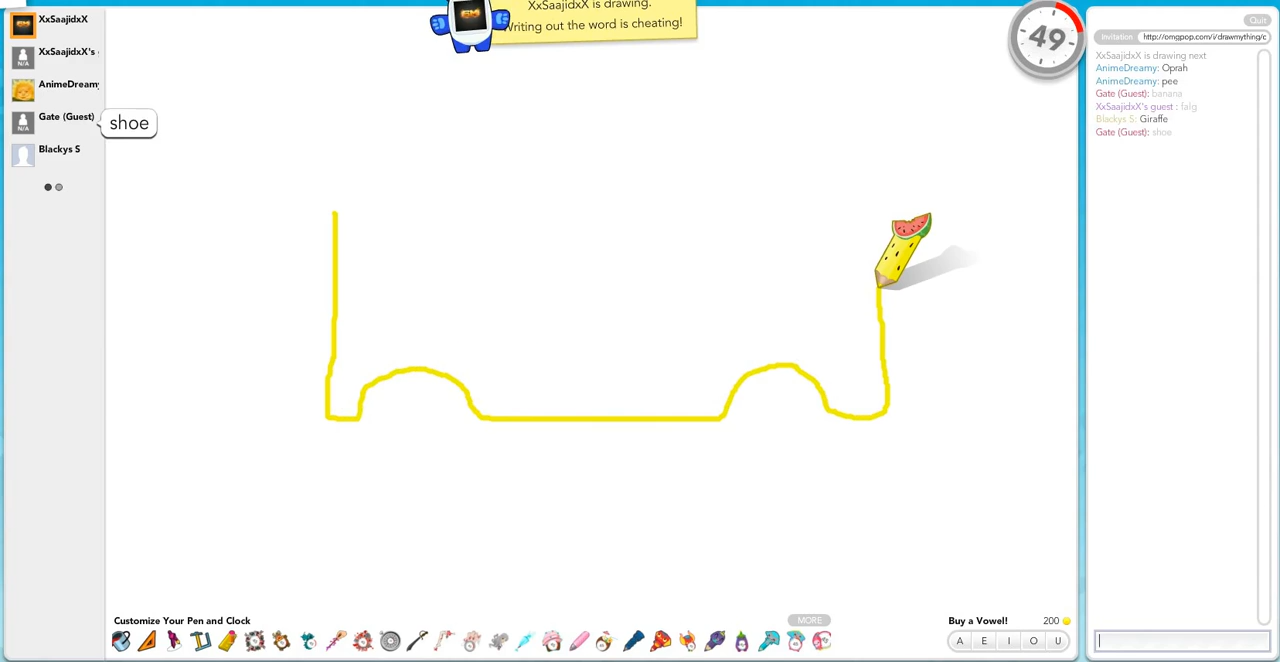 XxSaajidxX
XxSaajidxX's
N/A
AnimeDreamy
Gate (Guest)
N/A
shoe
Blackys S
XxSaajidxX is drawing.
Writing out the word is cheating!
49
Quit
Invitation http://omgpop.com/i/drawmything/c
XxSaajidxX is drawing next
AnimeDreamy: Oprah
AnimeDreamy: pee
Gate (Guest): banana
XxSaajidxX's guest : falg
Blackys S: Giraffe
Gate (Guest): shoe
Customize Your Pen and Clock
MORE
Buy a Vowel! 200
A E I O U